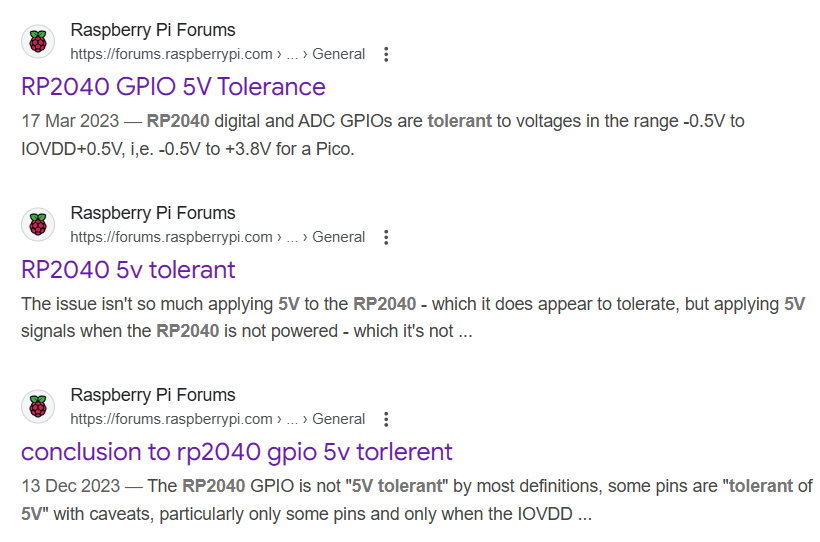 Raspberry Pi Forums
https://forums.raspberrypi.com › ... › General
RP2040 GPIO 5V Tolerance
17 Mar 2023 — RP2040 digital and ADC GPIOs are tolerant to voltages in the range -0.5V to
IOVDD+0.5V, i,e. -0.5V to +3.8V for a Pico.
Raspberry Pi Forums
https://forums.raspberrypi.com › ... › General
RP2040 5v tolerant
The issue isn't so much applying 5V to the RP2040 - which it does appear to tolerate, but applying 5V
signals when the RP2040 is not powered - which it's not ...
Raspberry Pi Forums
https://forums.raspberrypi.com › ... › General
conclusion to rp2040 gpio 5v torlerent
13 Dec 2023 — The RP2040 GPIO is not "5V tolerant" by most definitions, some pins are "tolerant of
5V" with caveats, particularly only some pins and only when the IOVDD ...